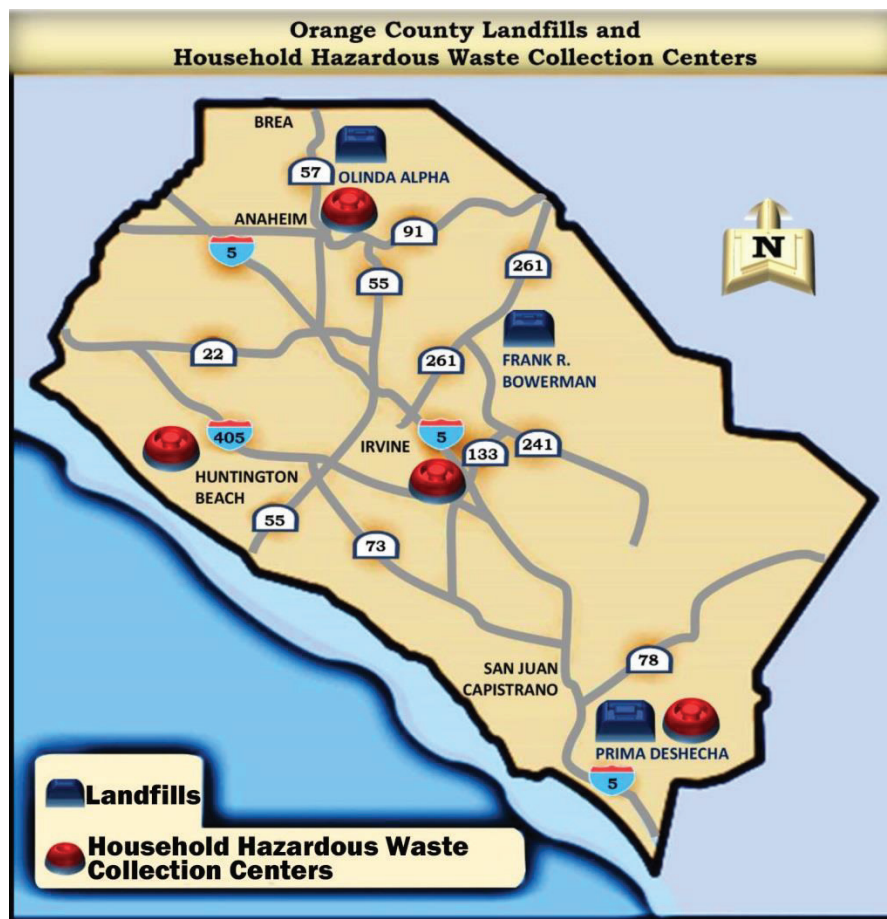 Orange County Landfills and
Household Hazardous Waste Collection Centers
BREA
57
OLINDA ALPHA
ANAHEIM
91
5
55
261
N
22
261
FRANK R.
BOWERMAN
405
IRVINE
5
133
241
HUNTINGTON
BEACH
55
73
SAN JUAN
CAPISTRANO
78
PRIMA DESHECHA
5
Landfills
Household Hazardous Waste
Collection Centers